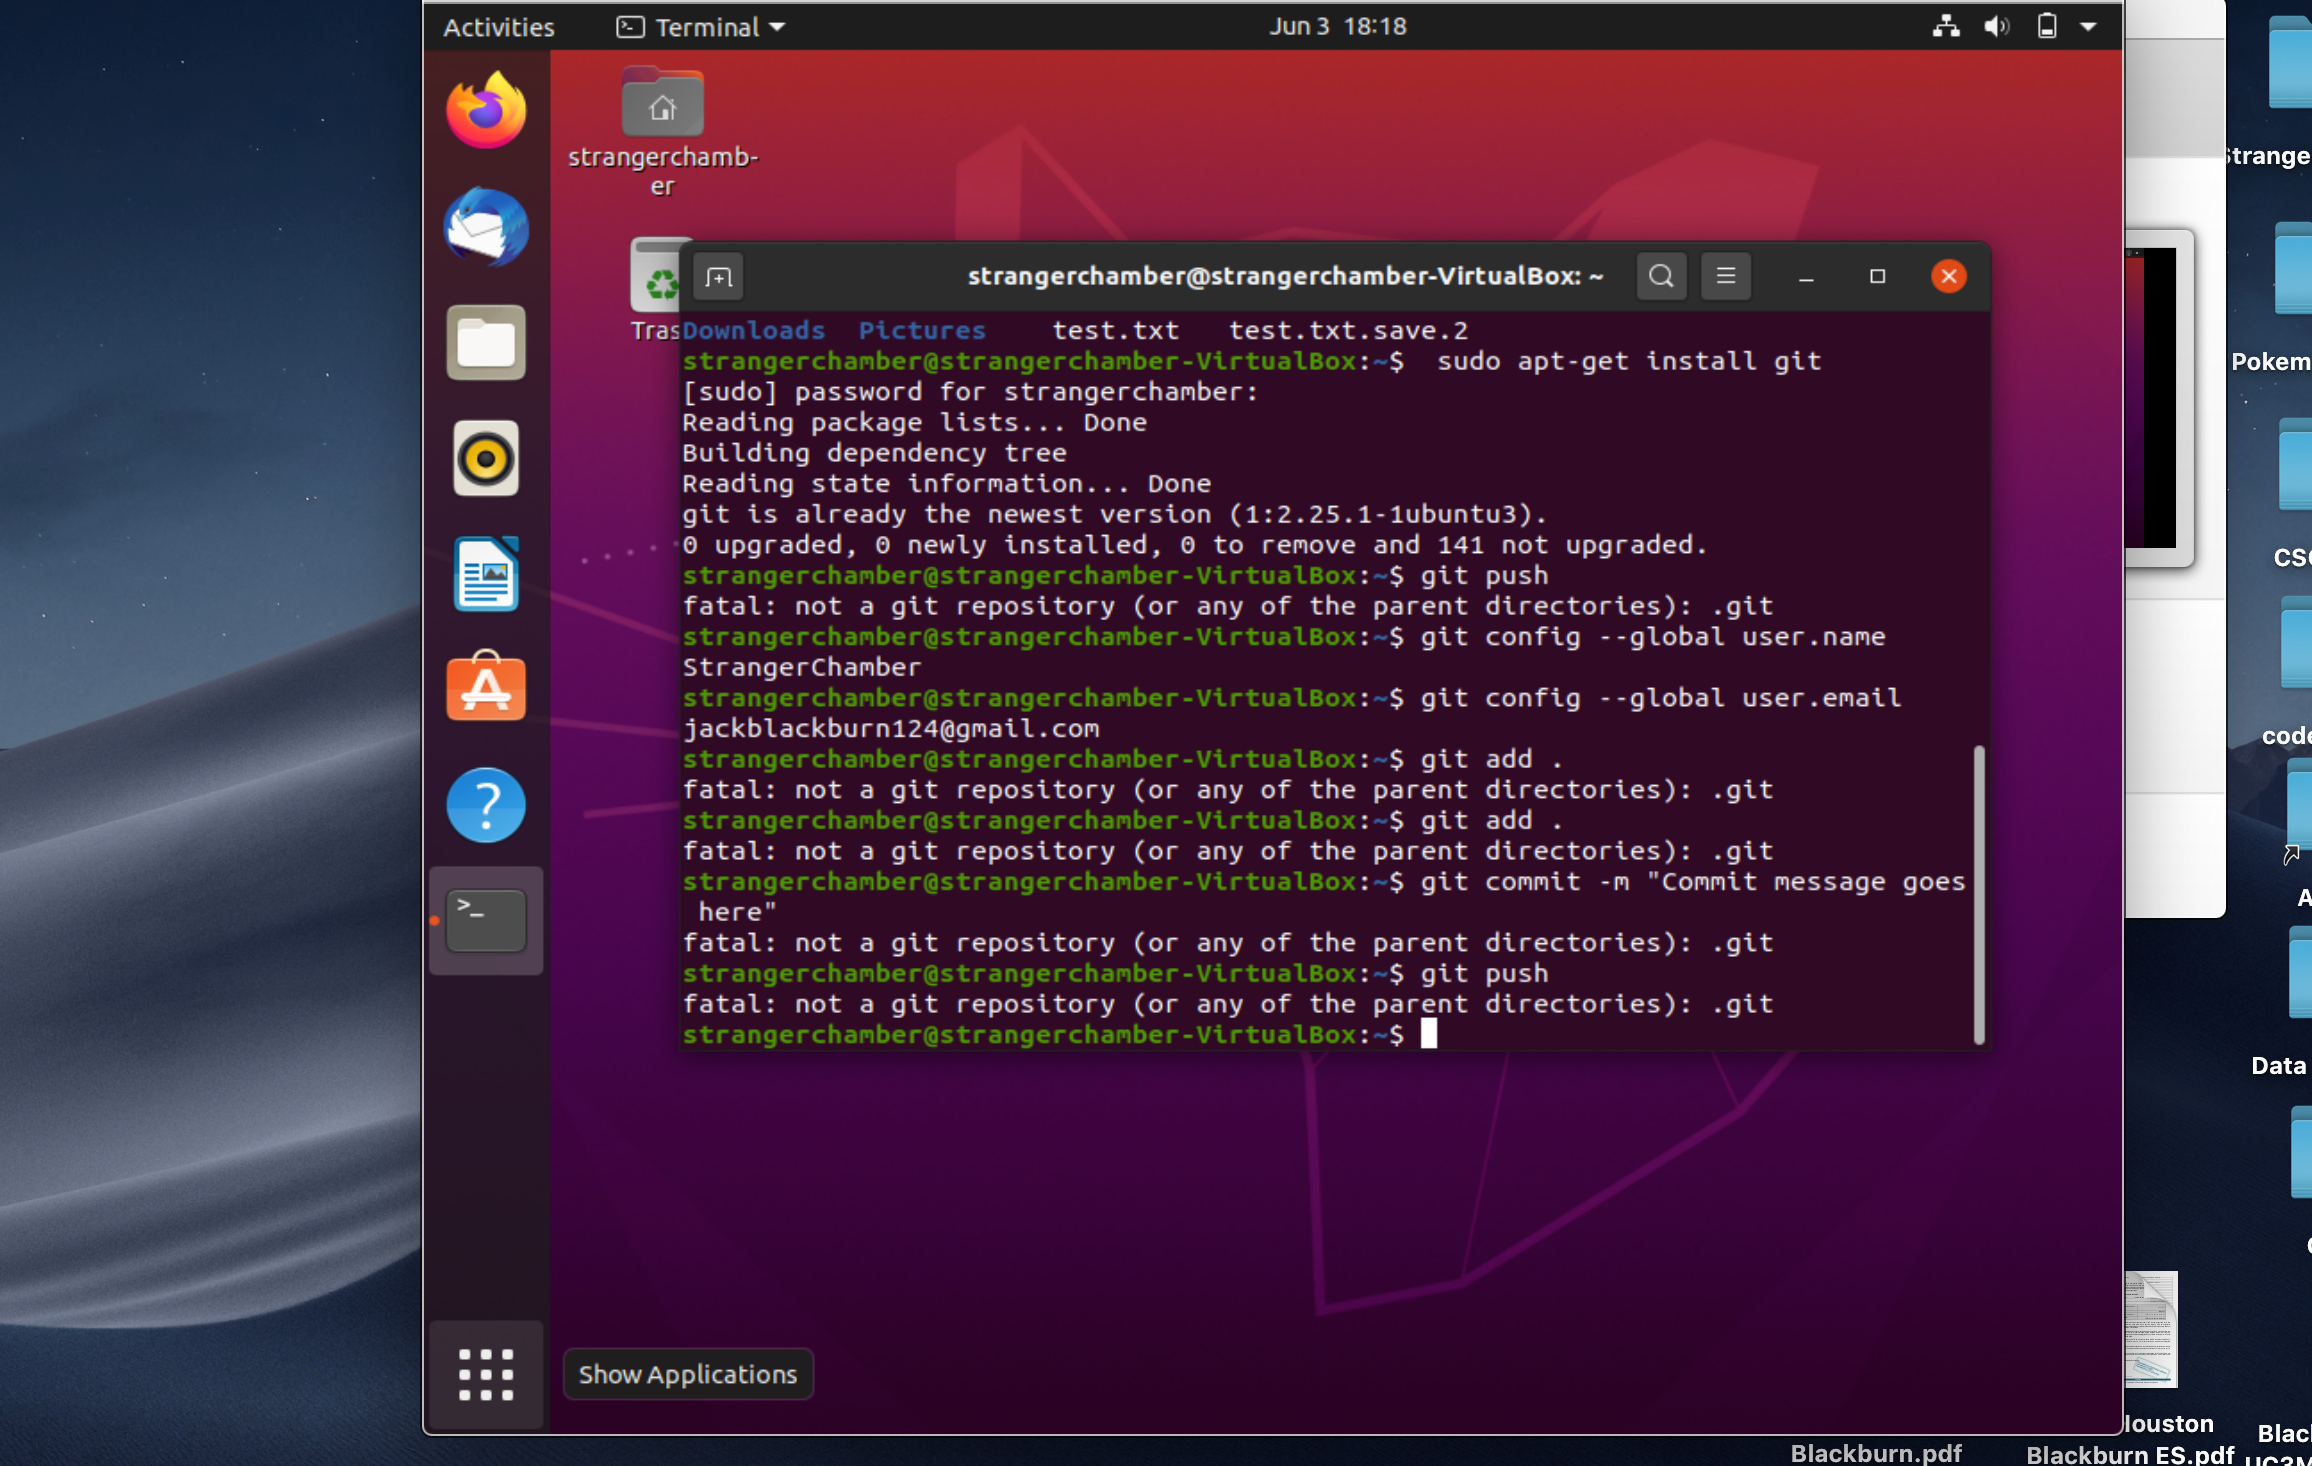 Activities
Terminal
Jun 3 18:18
strangerchamb-
er
Tras
strangerchamber@strangerchamber-VirtualBox: ~
Downloads Pictures test.txt test.txt.save.2
strangerchamber@strangerchamber-VirtualBox:~$  sudo apt-get install git
[sudo] password for strangerchamber:
Reading package lists... Done
Building dependency tree
Reading state information... Done
git is already the newest version (1:2.25.1-1ubuntu3).
0 upgraded, 0 newly installed, 0 to remove and 141 not upgraded.
strangerchamber@strangerchamber-VirtualBox:~$ git push
fatal: not a git repository (or any of the parent directories): .git
strangerchamber@strangerchamber-VirtualBox:~$ git config --global user.name
StrangerChamber
strangerchamber@strangerchamber-VirtualBox:~$ git config --global user.email
jackblackburn124@gmail.com
strangerchamber@strangerchamber-VirtualBox:~$ git add .
fatal: not a git repository (or any of the parent directories): .git
strangerchamber@strangerchamber-VirtualBox:~$ git add .
fatal: not a git repository (or any of the parent directories): .git
strangerchamber@strangerchamber-VirtualBox:~$ git commit -m "Commit message goes
 here"
fatal: not a git repository (or any of the parent directories): .git
strangerchamber@strangerchamber-VirtualBox:~$ git push
fatal: not a git repository (or any of the parent directories): .git
strangerchamber@strangerchamber-VirtualBox:~$
Show Applications
Strange
Pokem
CS
code
A
Data
Blackburn.pdf
Houston
Blackburn ES.pdf
Blac